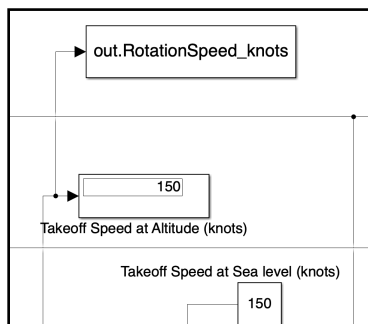 out.RotationSpeed_knots
150
Takeoff Speed at Altitude (knots)
Takeoff Speed at Sea level (knots)
150